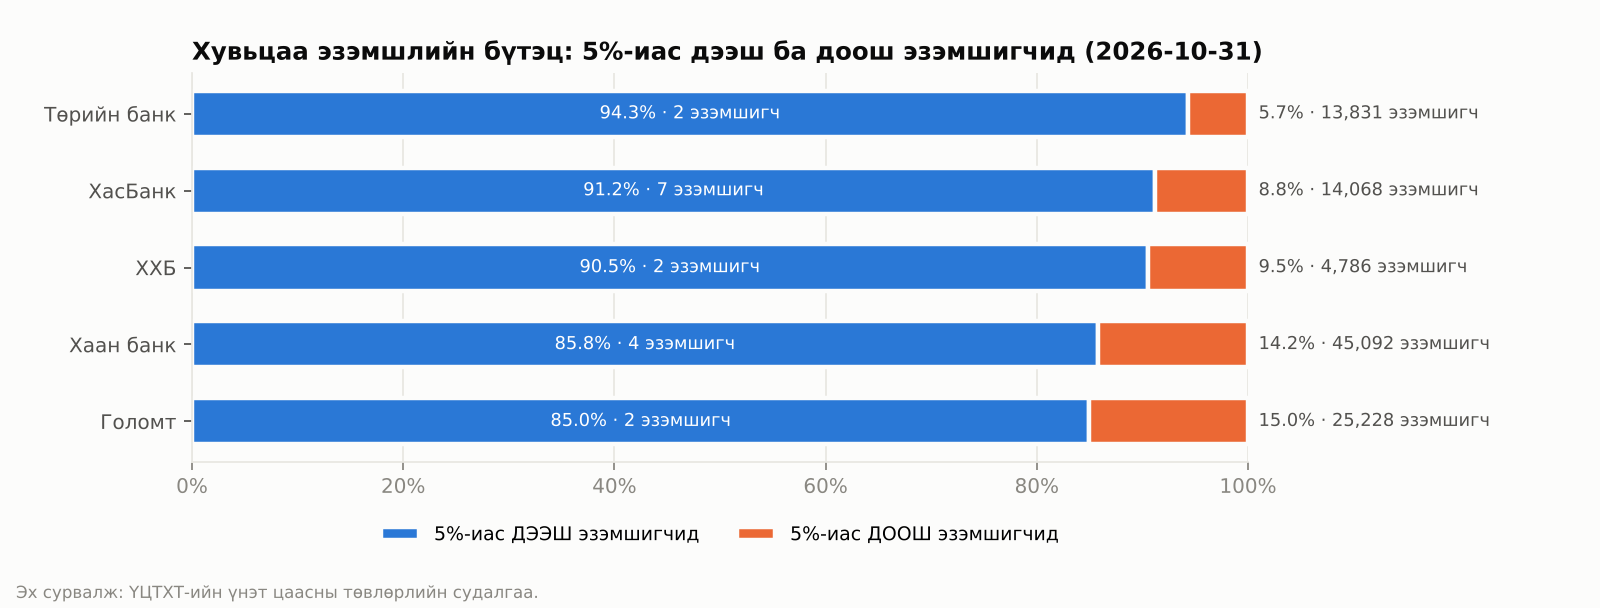 Хувьцаа эзэмшлийн бүтэц: 5%-иас дээш ба доош эзэмшигчид (2026-10-31)
Төрийн банк 94.3% · 2 эзэмшигч 5.7% · 13,831 эзэмшигч
ХасБанк 91.2% · 7 эзэмшигч 8.8% · 14,068 эзэмшигч
ХХБ 90.5% · 2 эзэмшигч 9.5% · 4,786 эзэмшигч
Хаан банк 85.8% · 4 эзэмшигч 14.2% · 45,092 эзэмшигч
Голомт 85.0% · 2 эзэмшигч 15.0% · 25,228 эзэмшигч
0% 20% 40% 60% 80% 100%
5%-иас ДЭЭШ эзэмшигчид 5%-иас ДООШ эзэмшигчид
Эх сурвалж: ҮЦТХТ-ийн үнэт цаасны төвлөрлийн судалгаа.